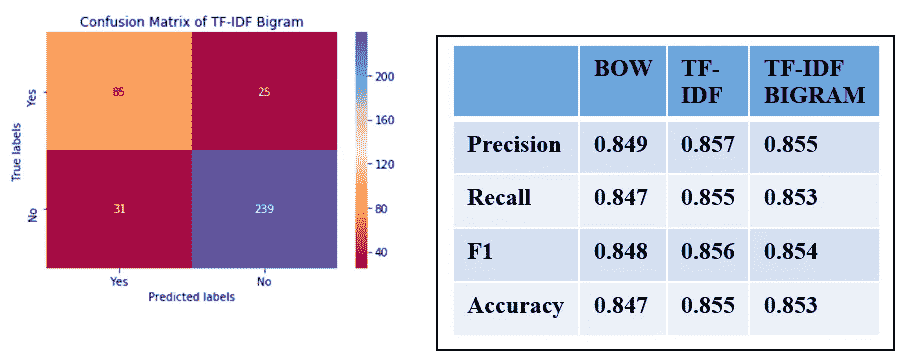 Confusion Matrix of TF-IDF Bigram
True labels
Yes
No
85 25
31 239
Yes No
Predicted labels
200
160
120
80
40
BOW TF-IDF TF-IDF BIGRAM
Precision 0.849 0.857 0.855
Recall 0.847 0.855 0.853
F1 0.848 0.856 0.854
Accuracy 0.847 0.855 0.853